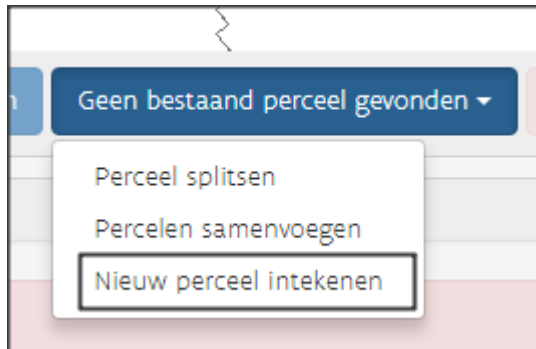 Geen bestaand perceel gevonden
Perceel splitsen
Percelen samenvoegen
Nieuw perceel intekenen